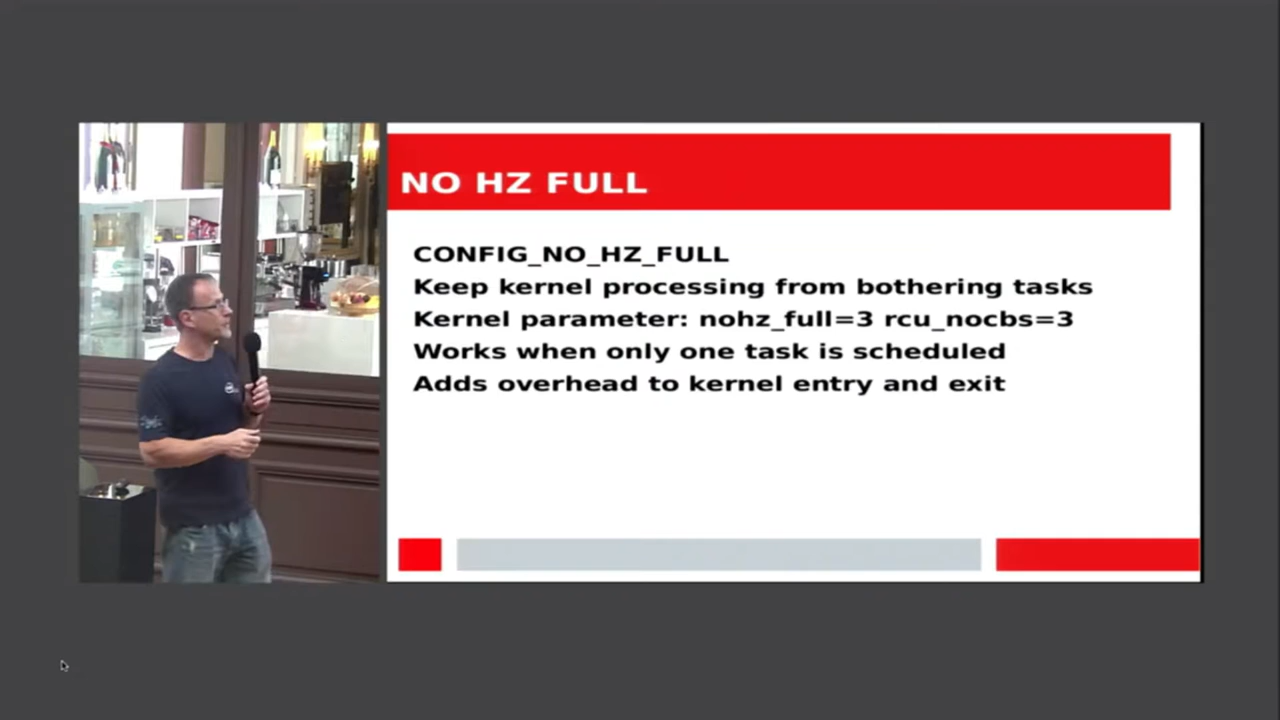 NO HZ FULL
CONFIG_NO_HZ_FULL
Keep kernel processing from bothering tasks
Kernel parameter: nohz_full=3 rcu_nocbs=3
Works when only one task is scheduled
Adds overhead to kernel entry and exit